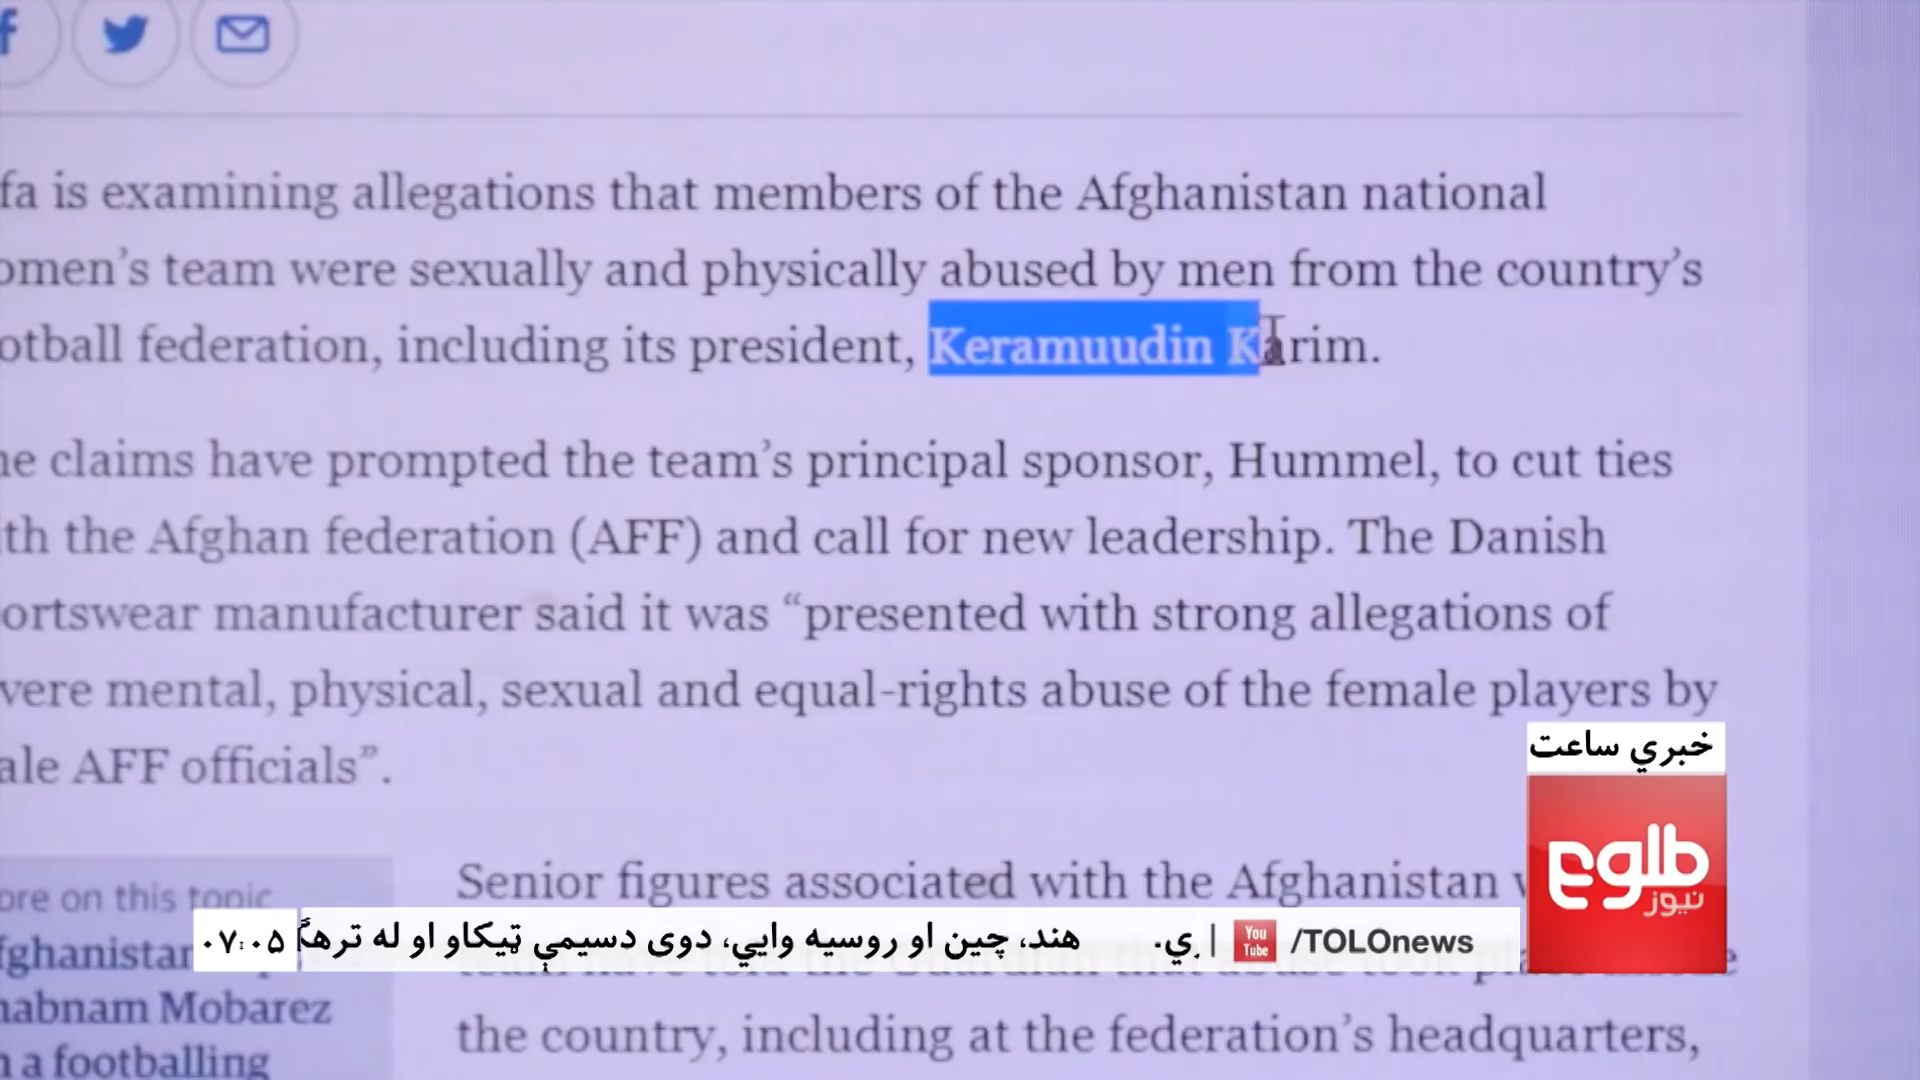 fa is examining allegations that members of the Afghanistan national
omen’s team were sexually and physically abused by men from the country’s
otball federation, including its president, Keramuudin Karim.
he claims have prompted the team’s principal sponsor, Hummel, to cut ties
th the Afghan federation (AFF) and call for new leadership. The Danish
ortswear manufacturer said it was “presented with strong allegations of
vere mental, physical, sexual and equal-rights abuse of the female players by
ale AFF officials”.
خبري ساعت
طلوع
نیوز
Senior figures associated with the Afghanistan
ore on this topic
fghanistan
habnam Mobarez
n a footballing
۰۷:۰۵
هند، چین او روسیه وايي، دوی دسیمې ټیکاو او له ترهګ
ي.
| You Tube /TOLOnews
the country, including at the federation’s headquarters,